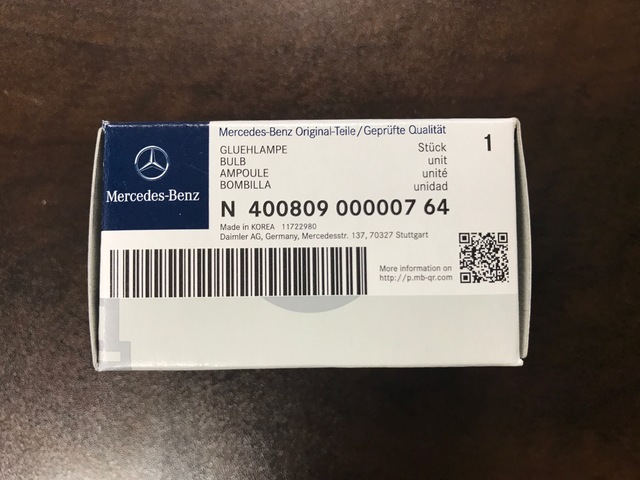 Mercedes-Benz
Mercedes-Benz Original-Teile/Geprüfte Qualität
GLUEHLAMPE Stück 1
BULB unit
AMPOULE unité
BOMBILLA unidad
N 400809 000007 64
Made in KOREA 11722980
Daimler AG, Germany, Mercedesstr. 137, 70327 Stuttgart
More information on
http://p.mb-qr.com